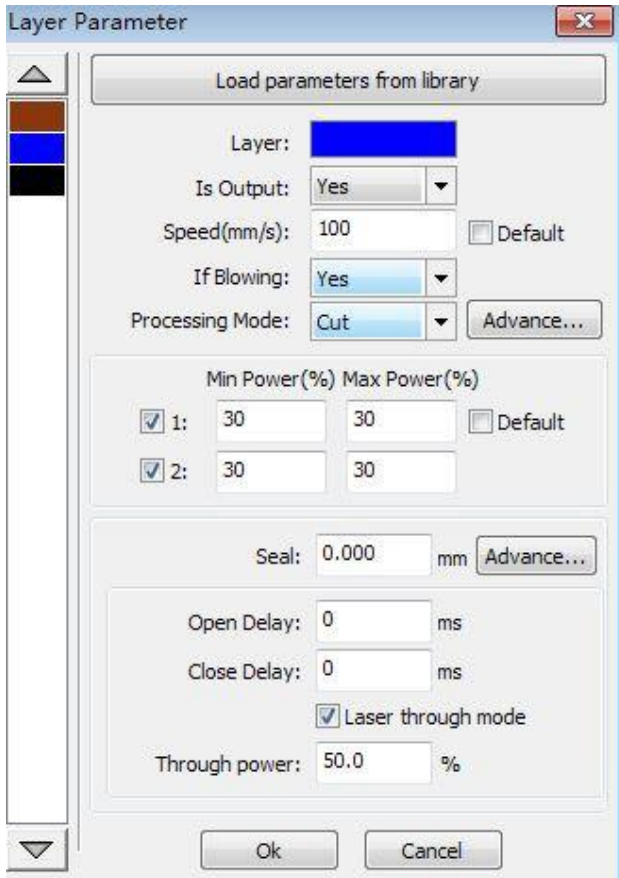 Layer Parameter
Load parameters from library
Layer:
Is Output: Yes
Speed(mm/s): 100 Default
If Blowing: Yes
Processing Mode: Cut Advance...
Min Power(%) Max Power(%)
1: 30 30 Default
2: 30 30
Seal: 0.000 mm Advance...
Open Delay: 0 ms
Close Delay: 0 ms
Laser through mode
Through power: 50.0 %
Ok Cancel